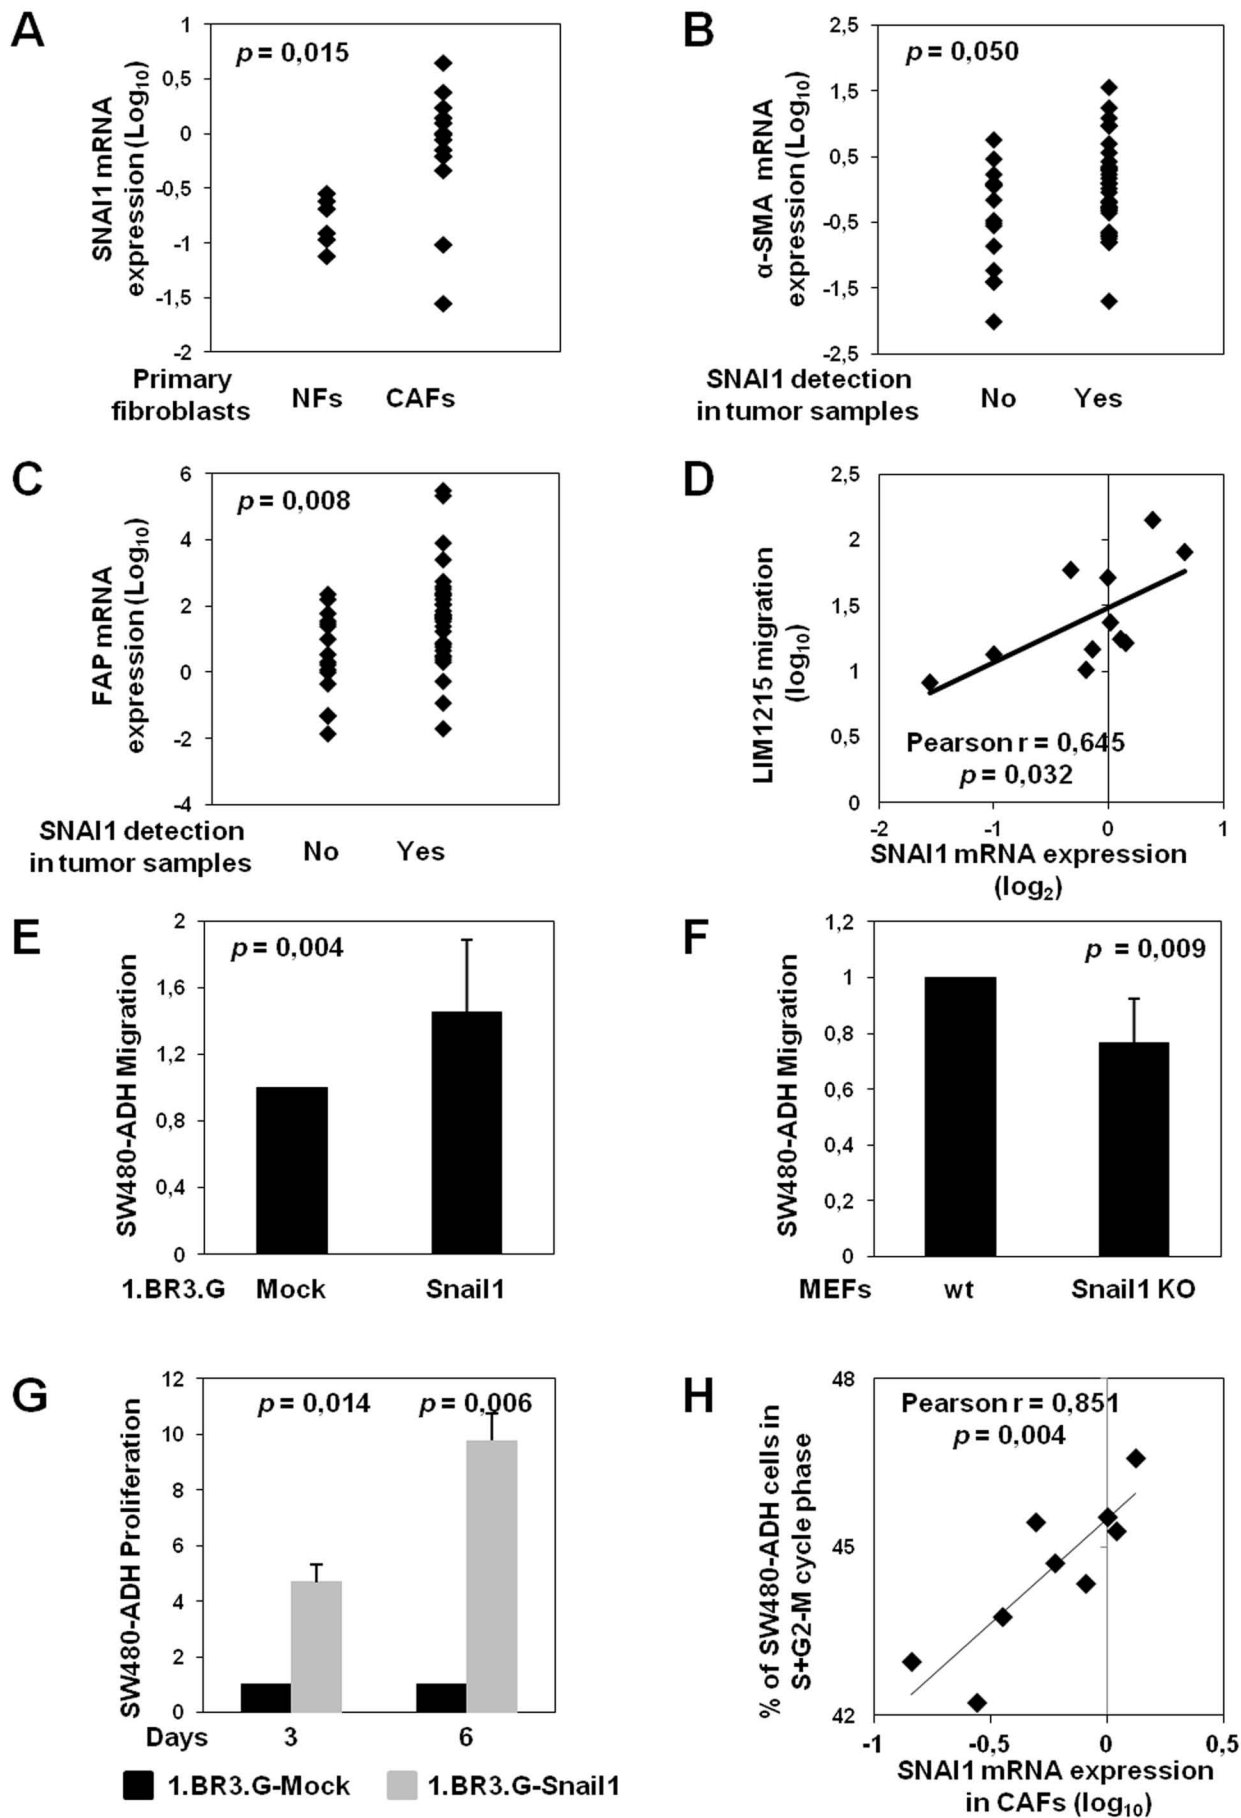 A
SNAI1 mRNA
expression (Log10)
1
0,5
0
-0,5
-1
-1,5
-2
p = 0,015
Primary
fibroblasts
NFs
CAFs
B
α-SMA mRNA
expression (Log10)
2,5
1,5
0,5
-0,5
-1,5
-2,5
p = 0,050
SNAI1 detection
in tumor samples
No
Yes
C
FAP mRNA
expression (Log10)
6
4
2
0
-2
-4
p = 0,008
SNAI1 detection
in tumor samples
No
Yes
D
LIM1215 migration
(log10)
2,5
2
1,5
1
0,5
0
Pearson r = 0,645
p = 0,032
-2
-1
0
1
SNAI1 mRNA expression
(log2)
E
SW480-ADH Migration
2
1,6
1,2
0,8
0,4
0
p = 0,004
1.BR3.G
Mock
Snail1
F
SW480-ADH Migration
1,2
1
0,8
0,6
0,4
0,2
0
p = 0,009
MEFs
wt
Snail1 KO
G
SW480-ADH Proliferation
12
10
8
6
4
2
0
p = 0,014
p = 0,006
Days
3
6
1.BR3.G-Mock
1.BR3.G-Snail1
H
% of SW480-ADH cells in
S+G2-M cycle phase
48
45
42
Pearson r = 0,851
p = 0,004
-1
-0,5
0
0,5
SNAI1 mRNA expression
in CAFs (log10)